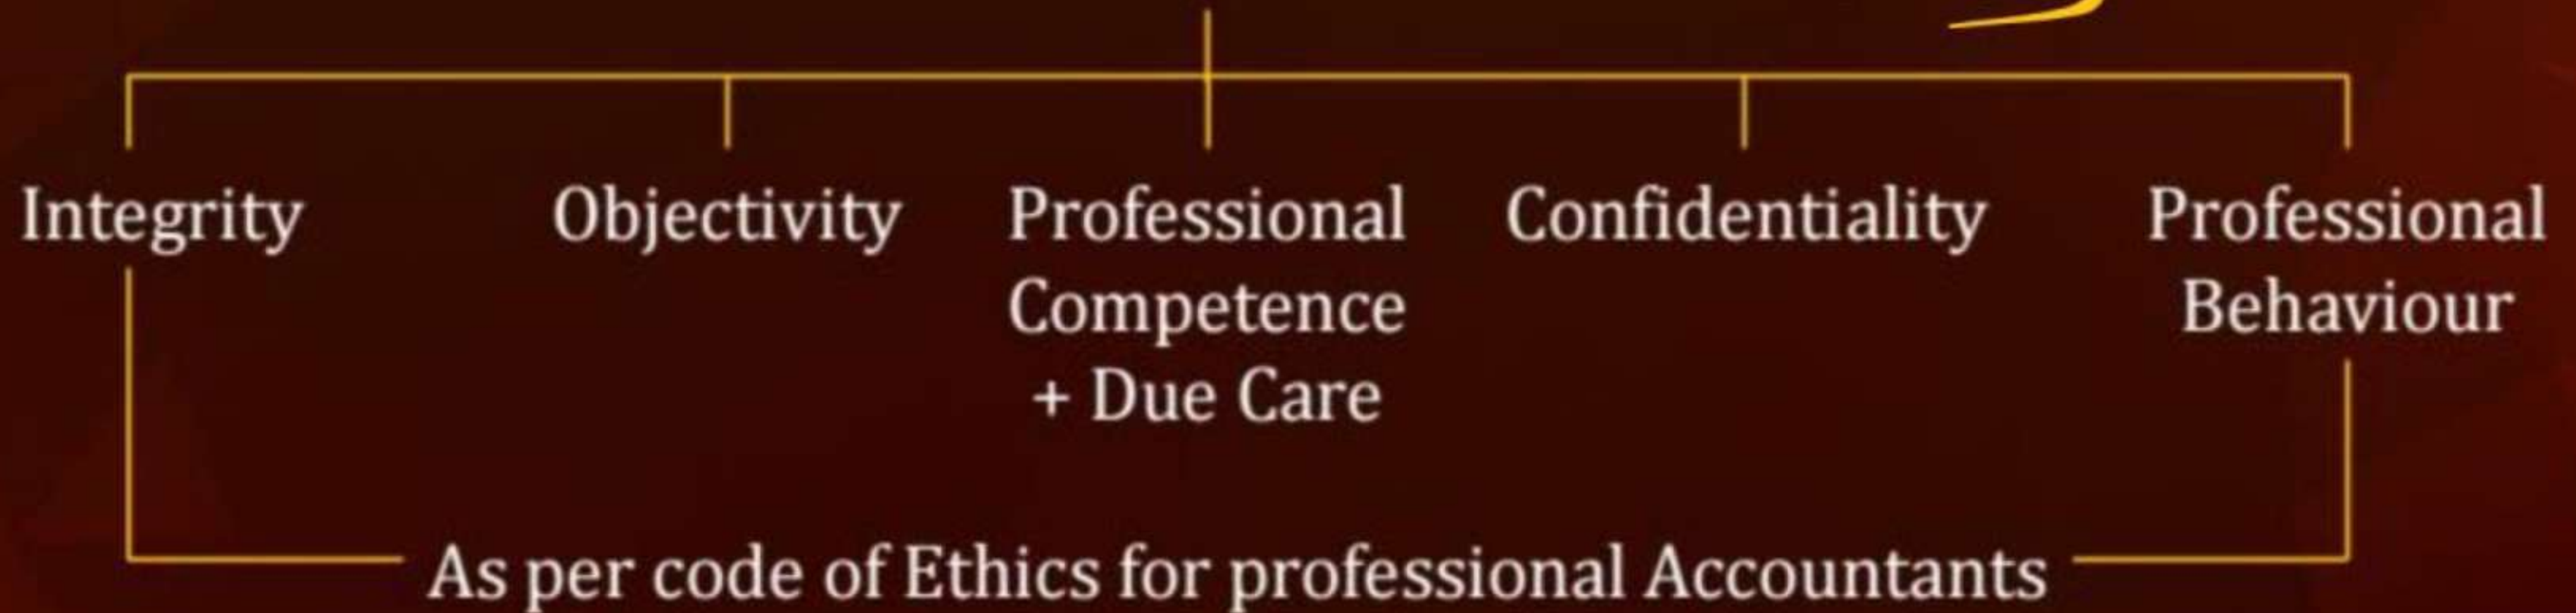 Integrity
Objectivity
Professional
Competence
+ Due Care
Confidentiality
Professional
Behaviour
As per code of Ethics for professional Accountants